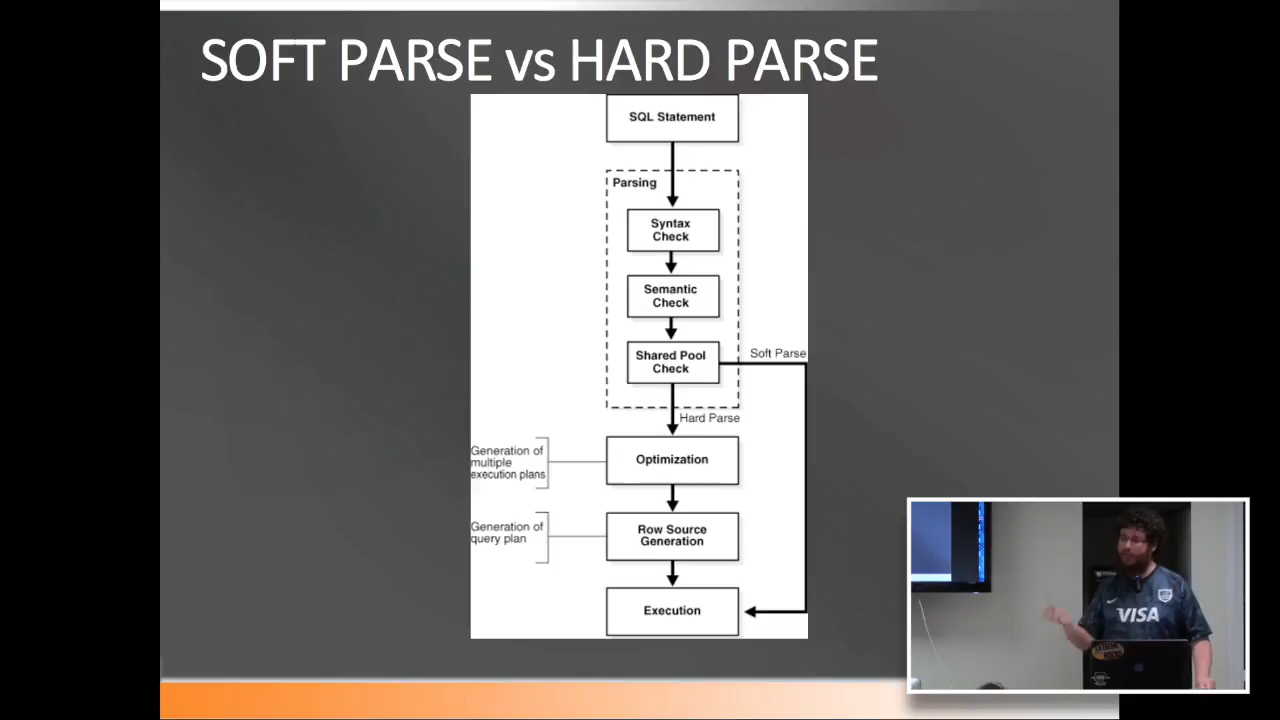 SOFT PARSE vs HARD PARSE
SQL Statement
Parsing
Syntax
Check
Semantic
Check
Shared Pool
Check
Soft Parse
Hard Parse
Generation of
multiple
execution plans
Optimization
Generation of
query plan
Row Source
Generation
Execution
VISA